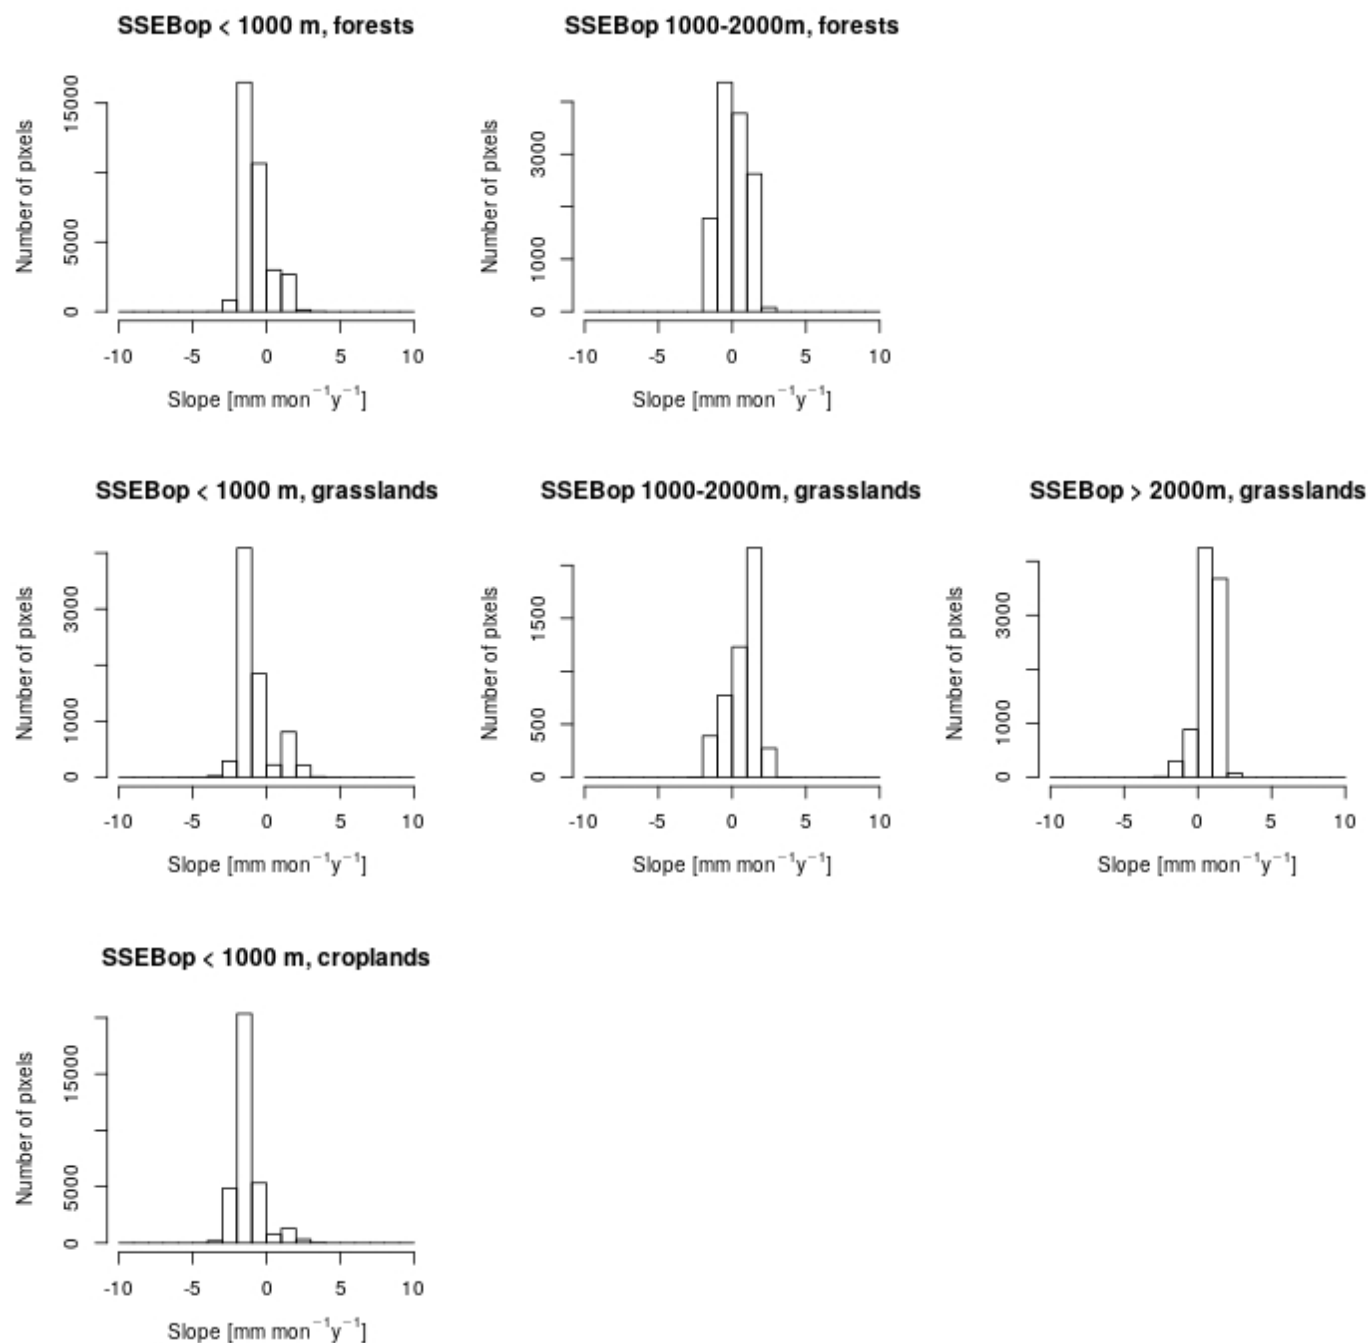 SSEBop < 1000 m, forests
Number of pixels
0 5000 15000
-10 -5 0 5 10
Slope [mm mon⁻¹y⁻¹]
SSEBop 1000-2000m, forests
Number of pixels
0 1000 3000
-10 -5 0 5 10
Slope [mm mon⁻¹y⁻¹]
SSEBop < 1000 m, grasslands
Number of pixels
0 1000 3000
-10 -5 0 5 10
Slope [mm mon⁻¹y⁻¹]
SSEBop 1000-2000m, grasslands
Number of pixels
0 500 1500
-10 -5 0 5 10
Slope [mm mon⁻¹y⁻¹]
SSEBop > 2000m, grasslands
Number of pixels
0 1000 3000
-10 -5 0 5 10
Slope [mm mon⁻¹y⁻¹]
SSEBop < 1000 m, croplands
Number of pixels
0 5000 15000
-10 -5 0 5 10
Slope [mm mon⁻¹y⁻¹]